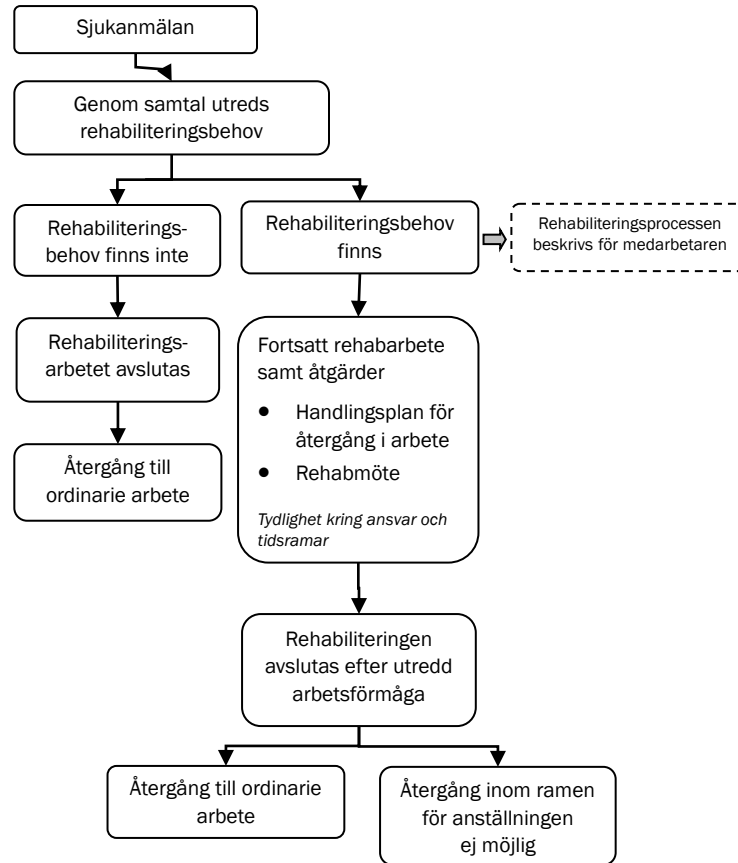 Sjukanmälan
Genom samtal utreds
rehabiliteringsbehov
Rehabiliterings-
behov finns inte
Rehabiliteringsbehov
finns
Rehabiliteringsprocessen
beskrivs för medarbetaren
Rehabiliterings-
arbetet avslutas
Återgång till
ordinarie arbete
Fortsatt rehabarbete
samt åtgärder
● Handlingsplan för
återgång i arbete
● Rehabmöte
Tydlighet kring ansvar och
tidsramar
Rehabiliteringen
avslutas efter utredd
arbetsförmåga
Återgång till ordinarie
arbete
Återgång inom ramen
för anställningen
ej möjlig